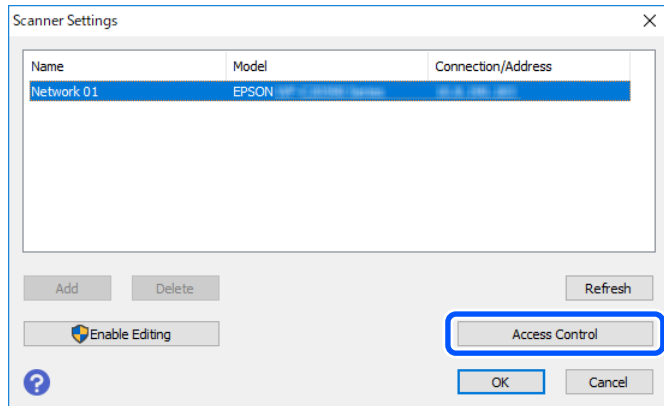 Scanner Settings
Name Model Connection/Address
Network 01 EPSON
Add Delete Refresh
Enable Editing Access Control
? OK Cancel